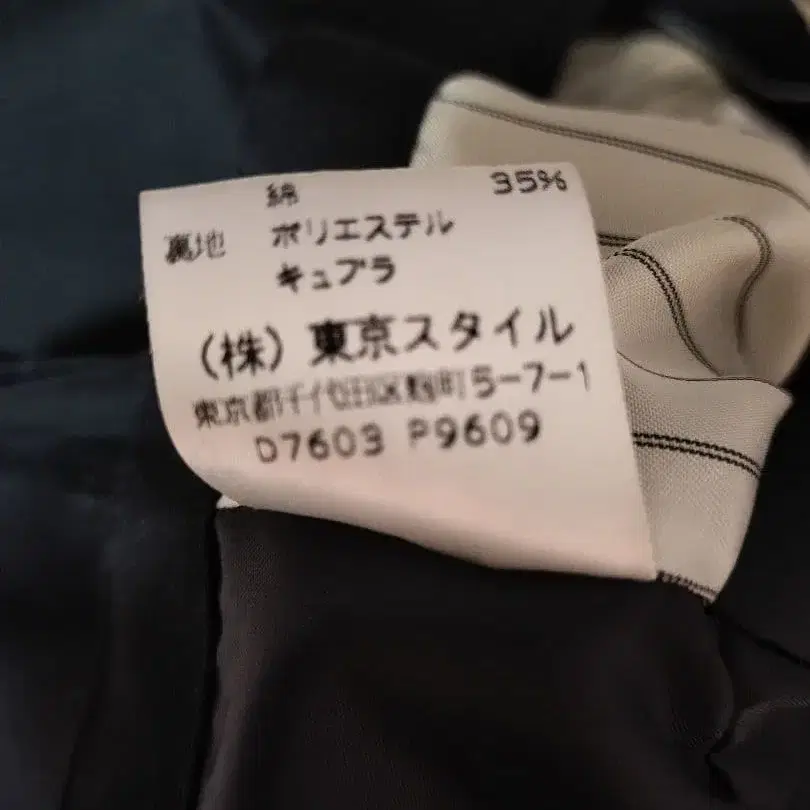 綿 35%
裏地 ポリエステル
キュプラ
(株) 東京スタイル
東京都千代田区麹町5-7-1
D7603 P9609